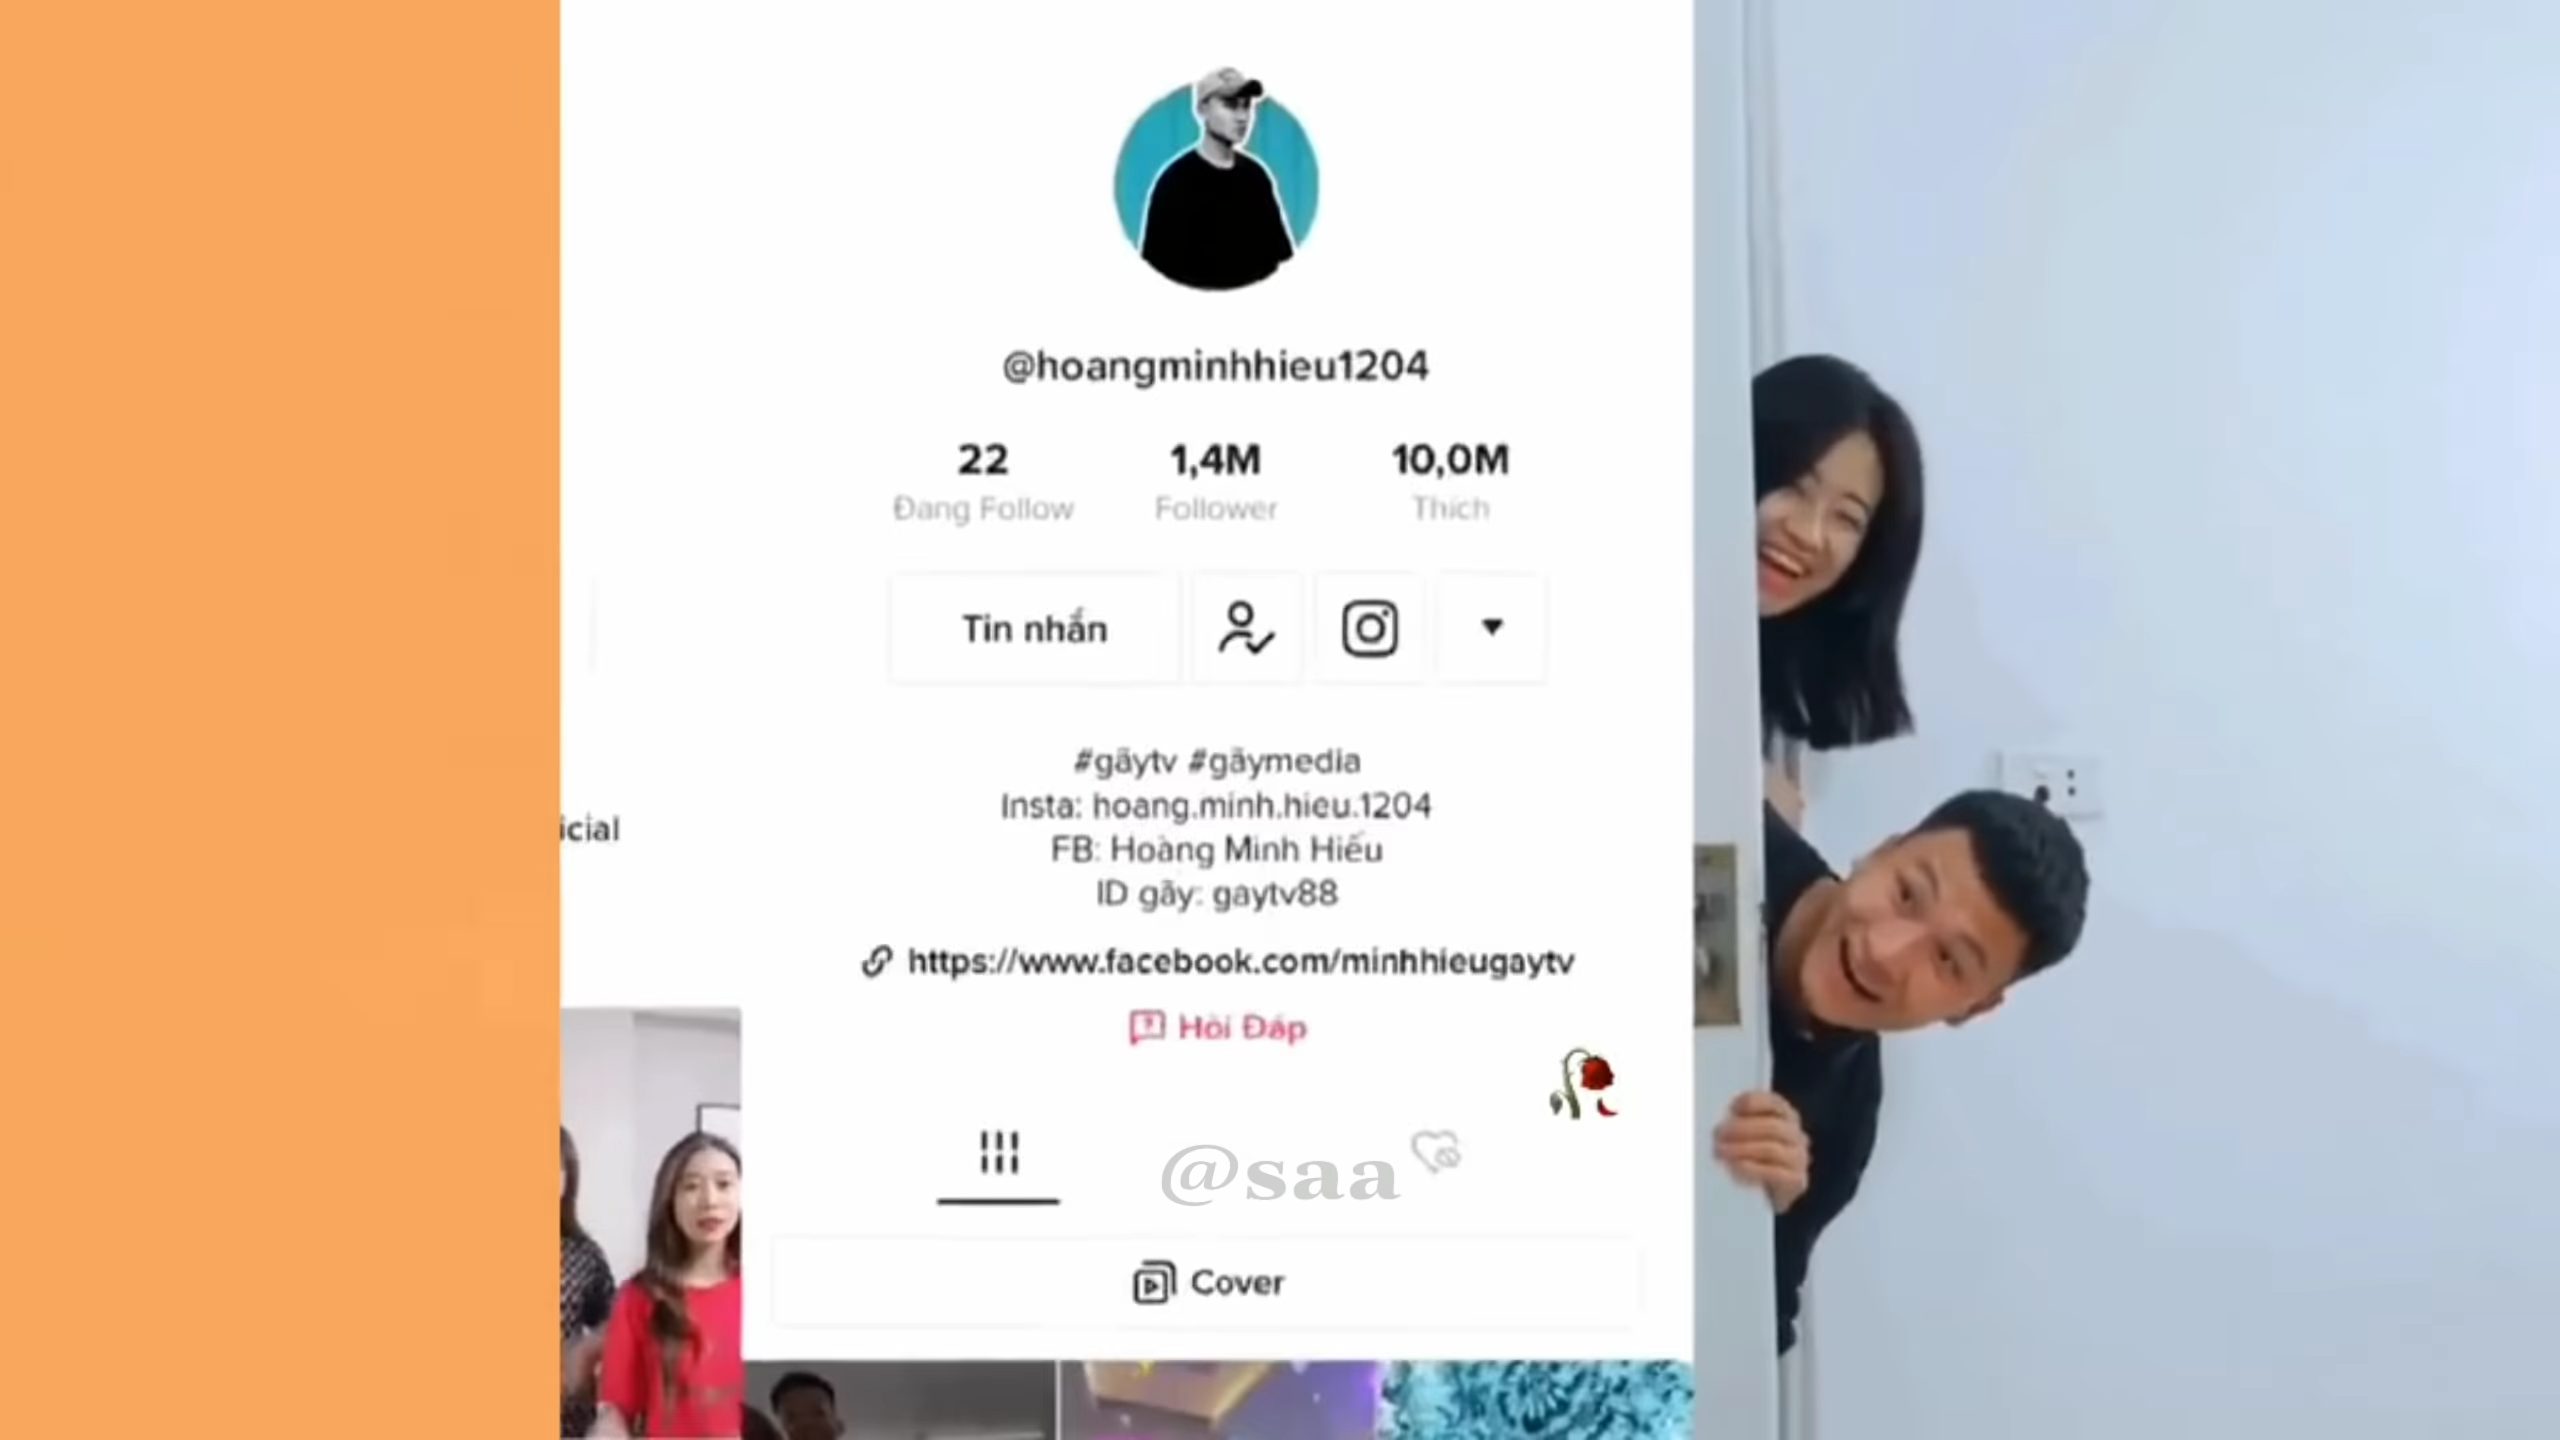 @hoangminhhieu1204
22 1,4M 10,0M
Đang Follow Follower Thích
Tin nhắn
#gãytv #gãymedia
Insta: hoang.minh.hieu.1204
FB: Hoàng Minh Hiếu
ID gãy: gaytv88
icial
https://www.facebook.com/minhhieugaytv
Hỏi Đáp
@saa
Cover